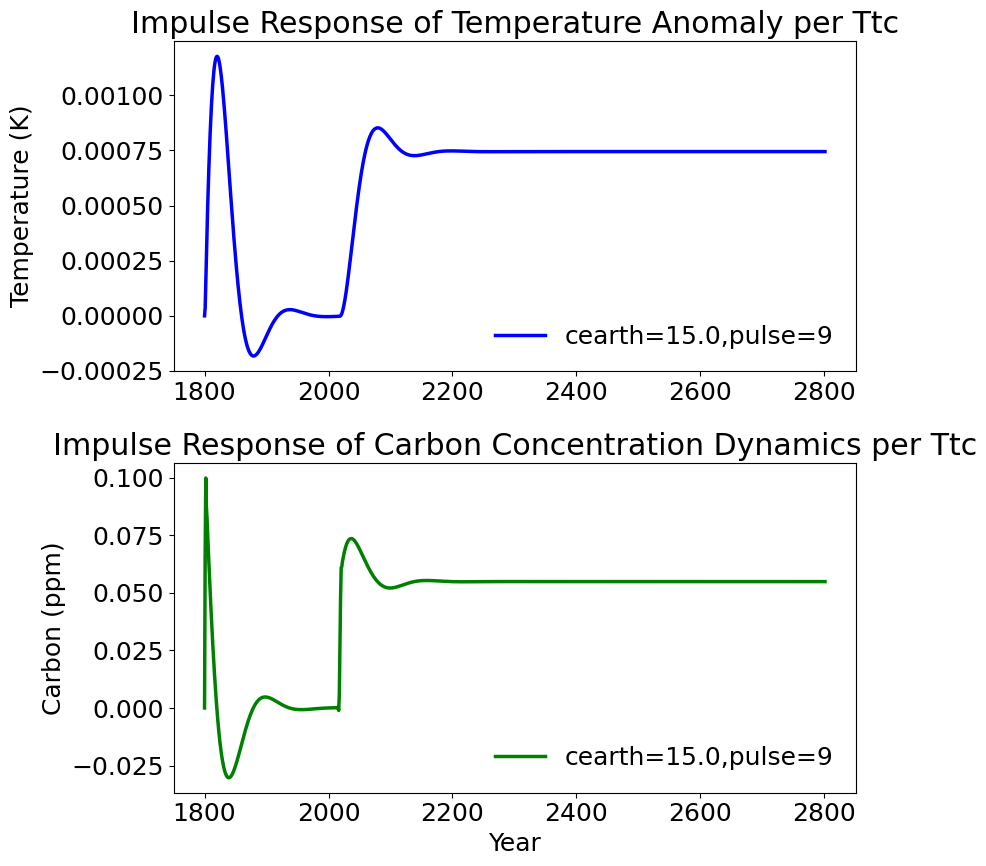 Impulse Response of Temperature Anomaly per Ttc
Temperature (K)
0.00100
0.00075
0.00050
0.00025
0.00000
−0.00025
cearth=15.0,pulse=9
1800 2000 2200 2400 2600 2800
Impulse Response of Carbon Concentration Dynamics per Ttc
Carbon (ppm)
0.100
0.075
0.050
0.025
0.000
−0.025
cearth=15.0,pulse=9
1800 2000 2200 2400 2600 2800
Year